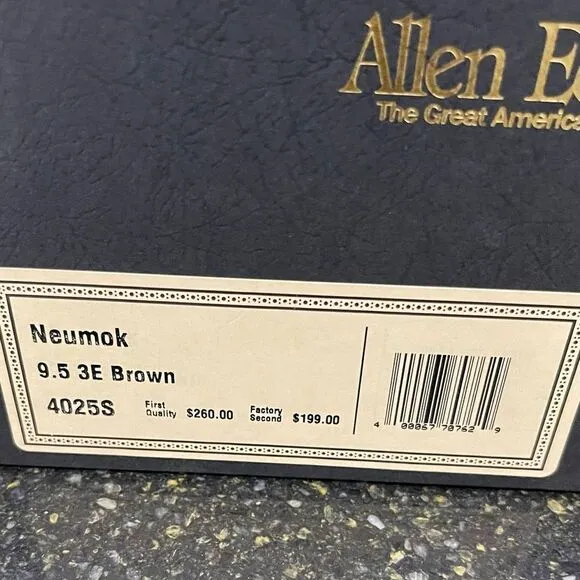 Allen E
The Great America
Neumok
9.5 3E Brown
4025S First Quality $260.00 Factory Second $199.00
4 00067 70762 9